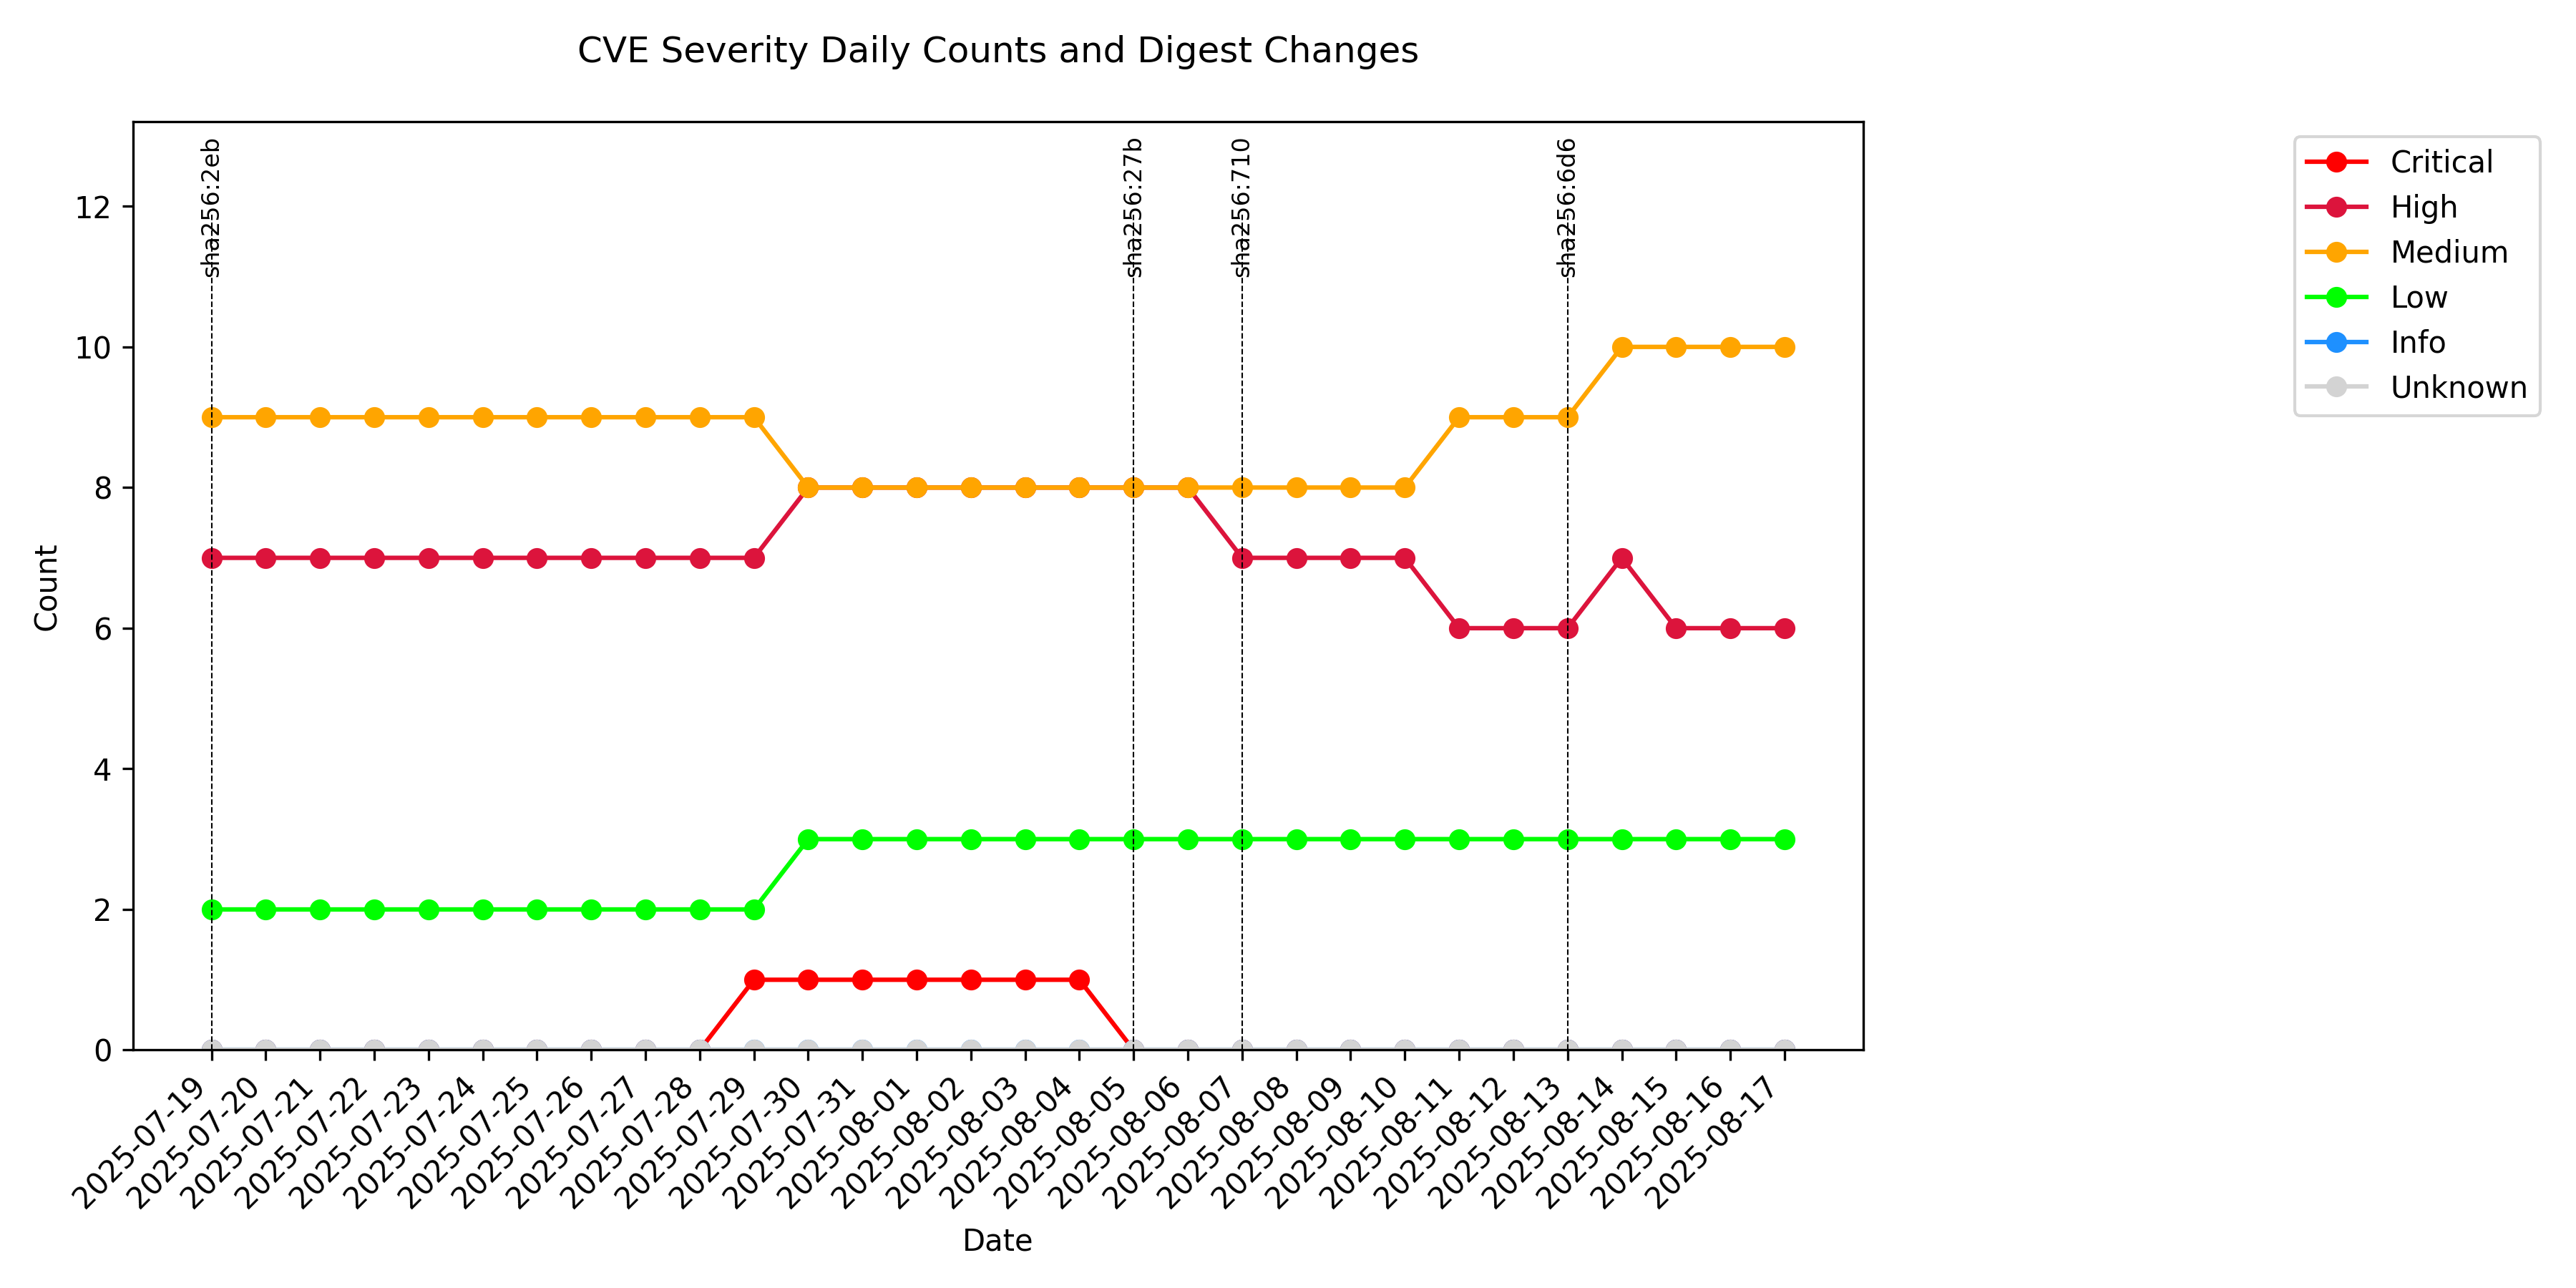 CVE Severity Daily Counts and Digest Changes
sha256:2eb
sha256:27b
sha256:710
sha256:6d6
Critical
High
Medium
Low
Info
Unknown
12
10
8
6
4
2
0
Count
2025-07-19
2025-07-20
2025-07-21
2025-07-22
2025-07-23
2025-07-24
2025-07-25
2025-07-26
2025-07-27
2025-07-28
2025-07-29
2025-07-30
2025-07-31
2025-08-01
2025-08-02
2025-08-03
2025-08-04
2025-08-05
2025-08-06
2025-08-07
2025-08-08
2025-08-09
2025-08-10
2025-08-11
2025-08-12
2025-08-13
2025-08-14
2025-08-15
2025-08-16
2025-08-17
Date